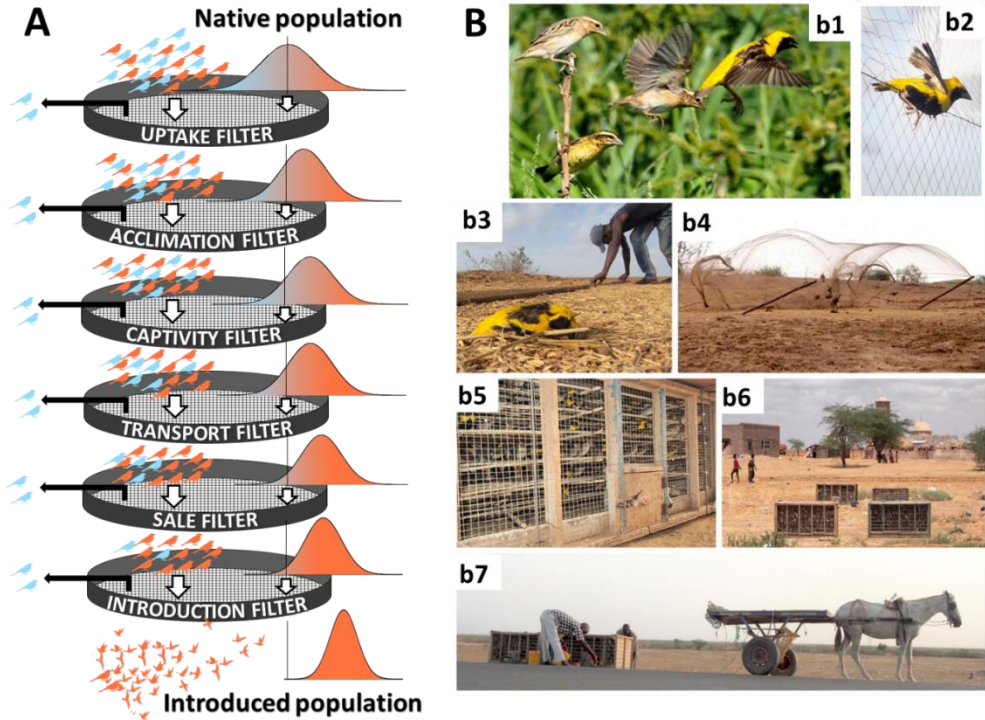 A
Native population
UPTAKE FILTER
ACCLIMATION FILTER
CAPTIVITY FILTER
TRANSPORT FILTER
SALE FILTER
INTRODUCTION FILTER
Introduced population
B
b1
b2
b3
b4
b5
b6
b7